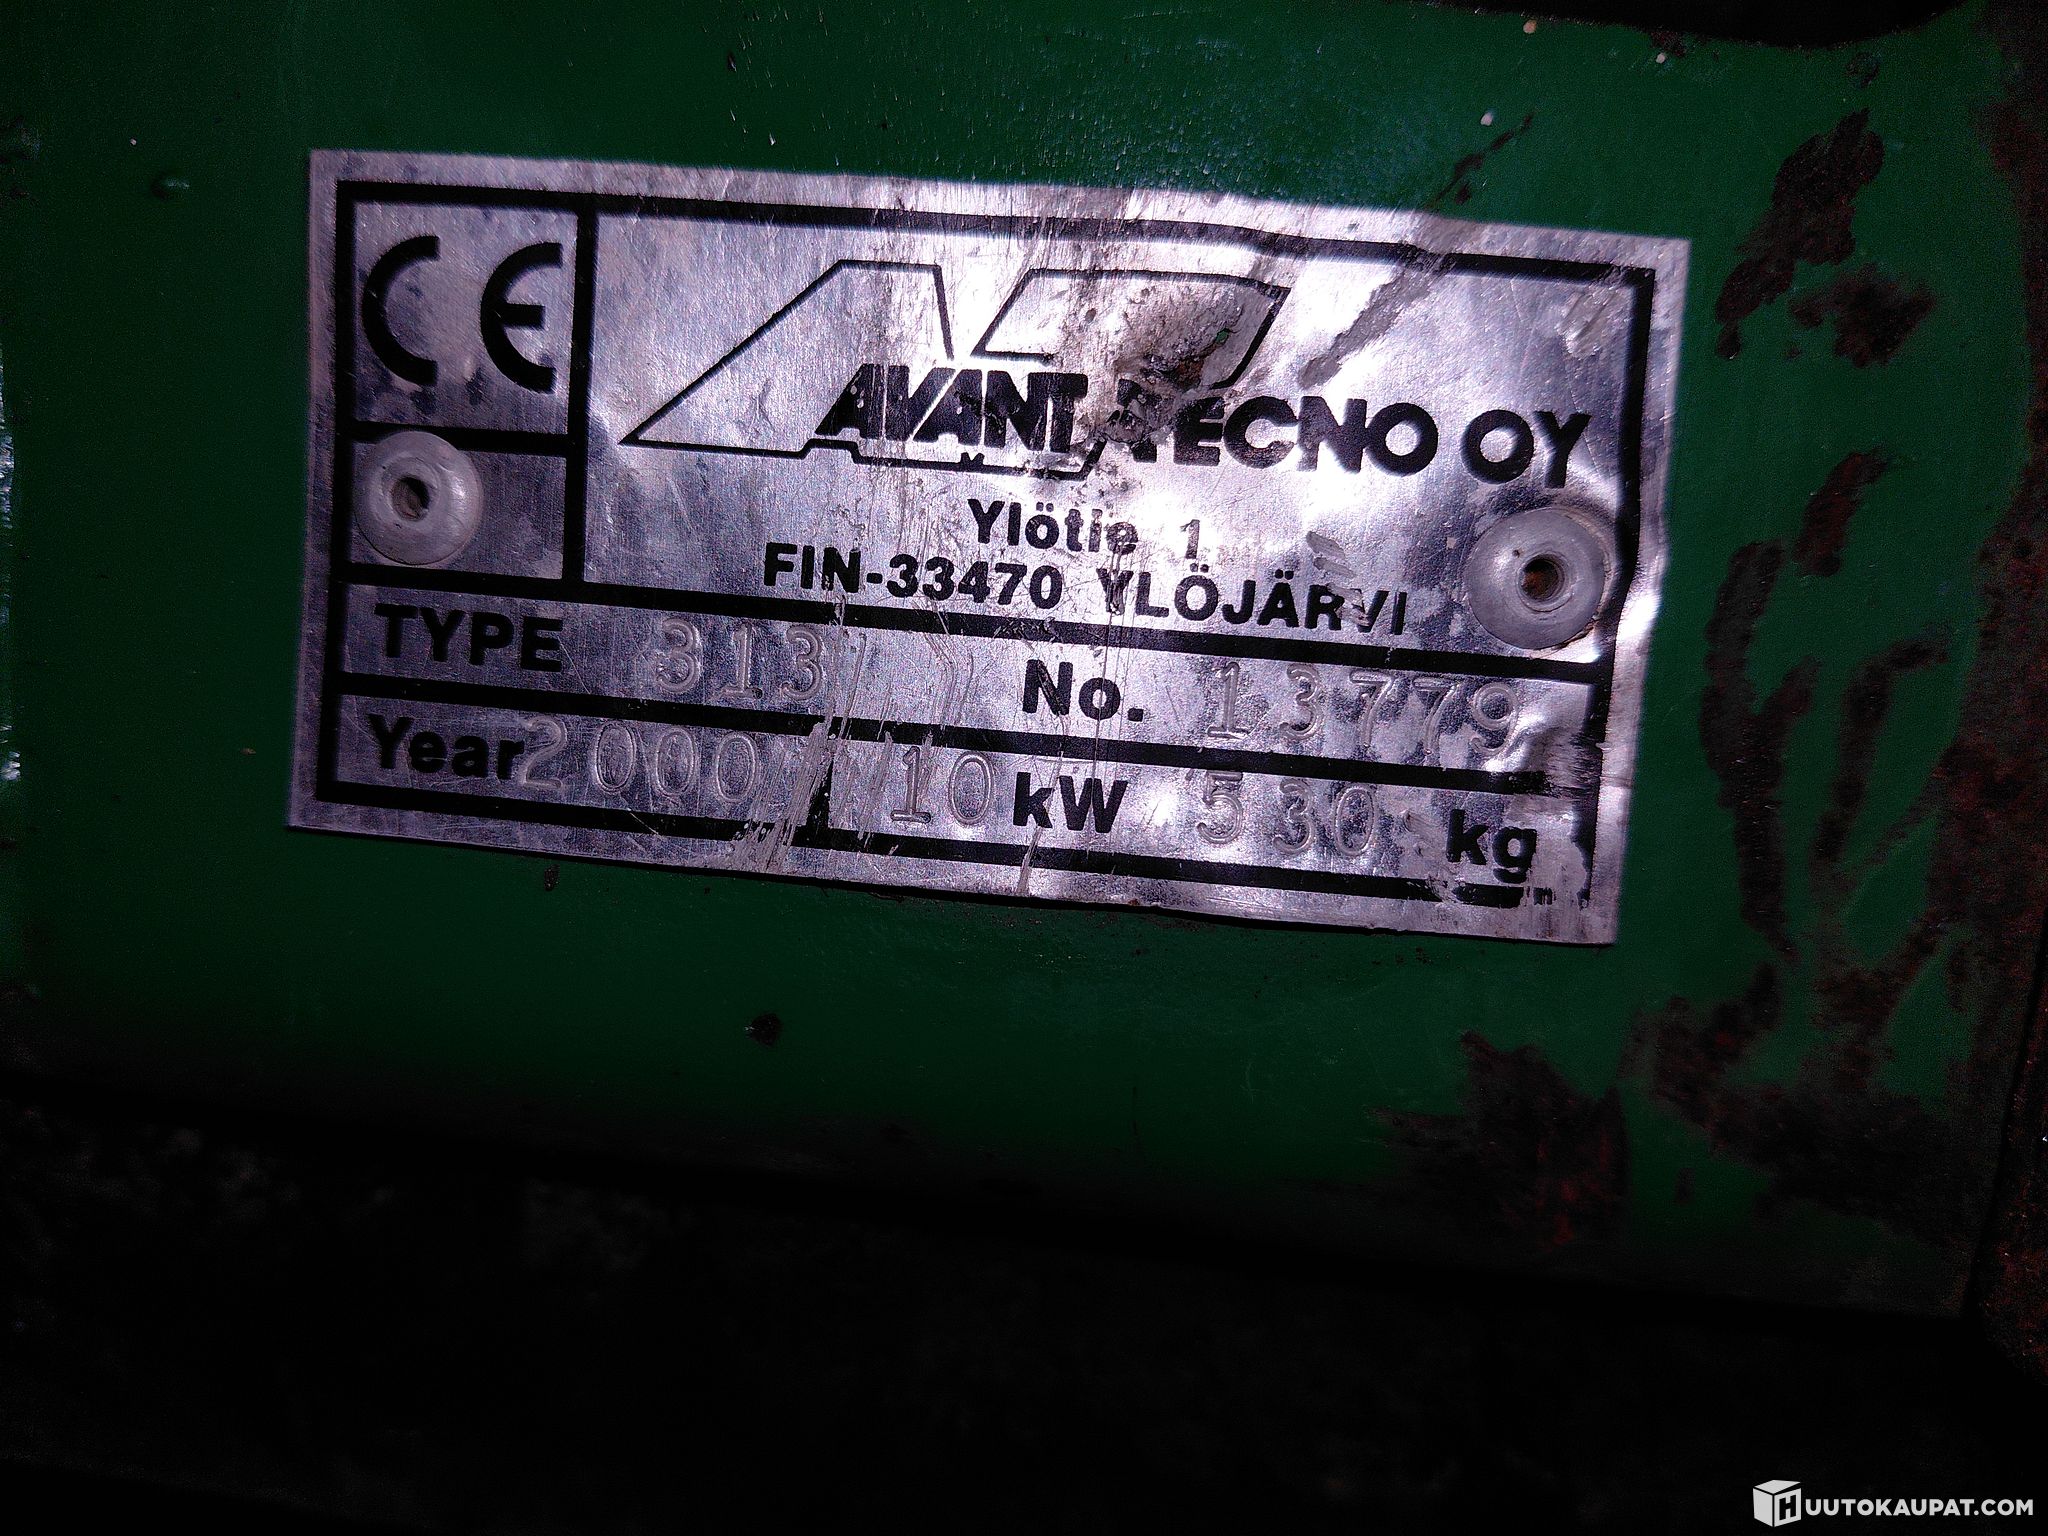 CE
AVANT TECNO OY
Ylötie 1
FIN-33470 YLÖJÄRVI
TYPE 313 No. 13779
Year 2000 10 kW 530 kg
HUUTOKAUPAT.COM